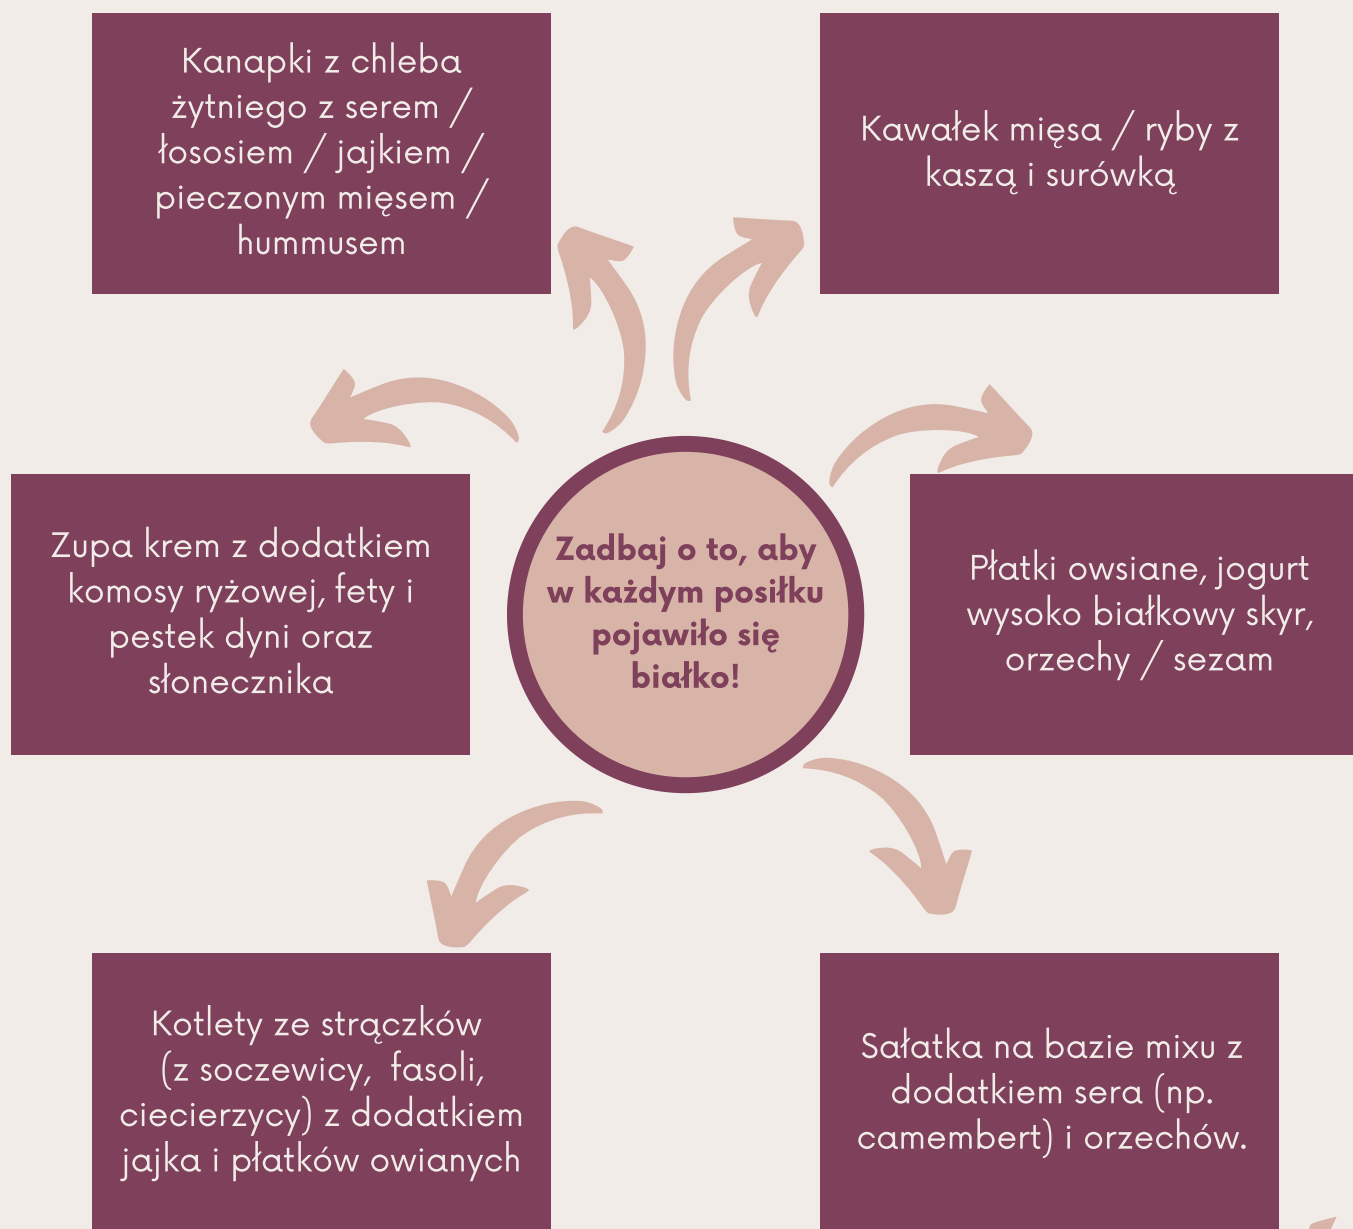 Kanapki z chleba
żytniego z serem /
łososiem / jajkiem /
pieczonym mięsem /
hummusem
Kawałek mięsa / ryby z
kaszą i surówką
Zupa krem z dodatkiem
komosy ryżowej, fety i
pestek dyni oraz
słonecznika
Zadbaj o to, aby
w każdym posiłku
pojawiło się
białko!
Płatki owsiane, jogurt
wysoko białkowy skyr,
orzechy / sezam
Kotlety ze strączków
(z soczewicy, fasoli,
ciecierzycy) z dodatkiem
jajka i płatków owianych
Sałatka na bazie mixu z
dodatkiem sera (np.
camembert) i orzechów.